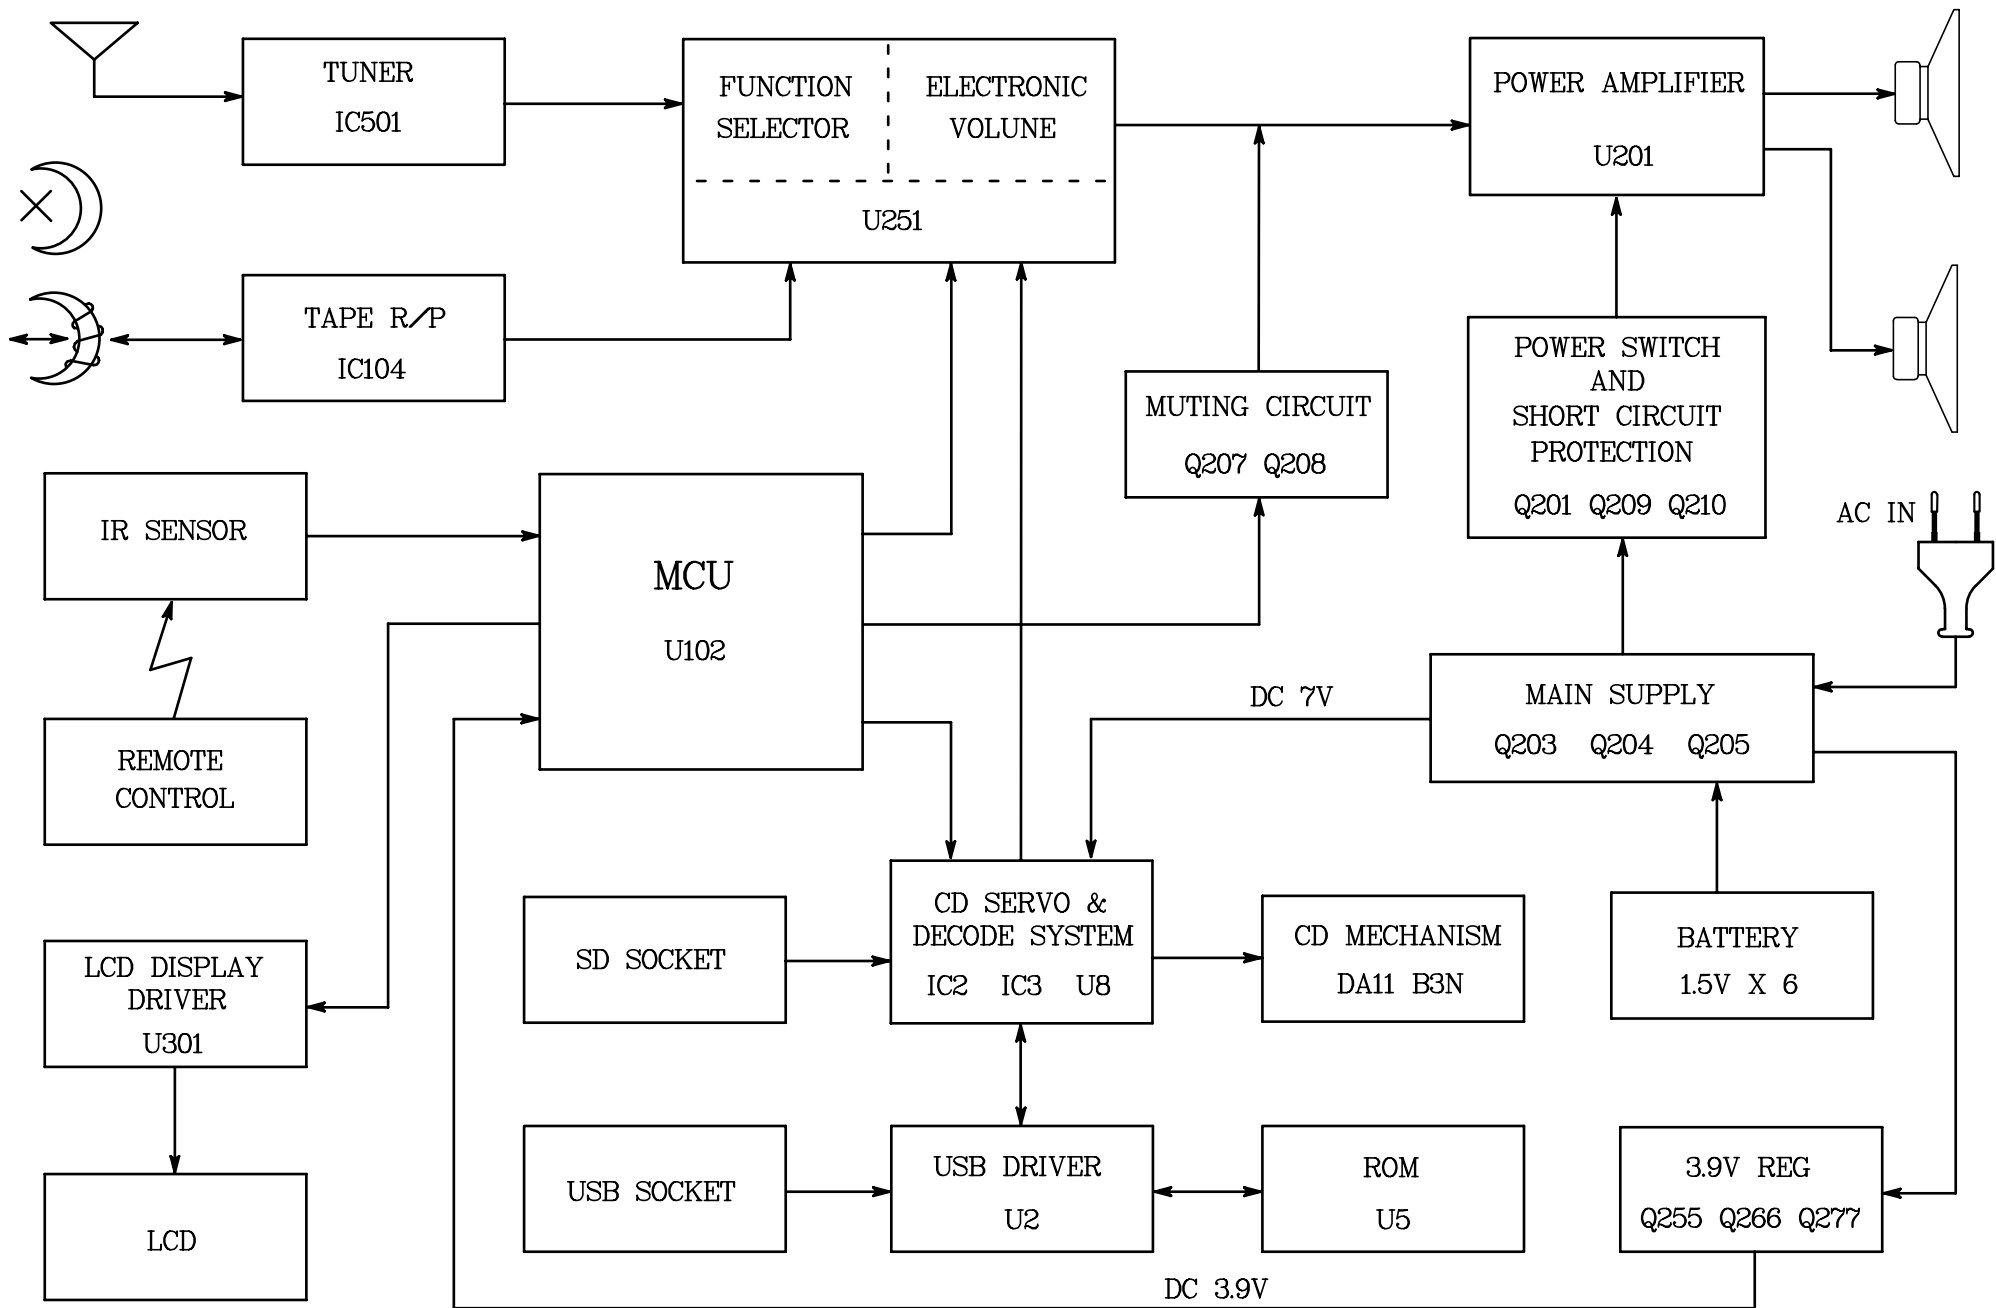 TUNER
IC501
FUNCTION
SELECTOR
ELECTRONIC
VOLUNE
U251
POWER AMPLIFIER
U201
TAPE R/P
IC104
MUTING CIRCUIT
Q207 Q208
POWER SWITCH
AND
SHORT CIRCUIT
PROTECTION
Q201 Q209 Q210
AC IN
IR SENSOR
MCU
U102
REMOTE
CONTROL
DC 7V
MAIN SUPPLY
Q203 Q204 Q205
LCD DISPLAY
DRIVER
U301
SD SOCKET
CD SERVO &
DECODE SYSTEM
IC2 IC3 U8
CD MECHANISM
DA11 B3N
BATTERY
1.5V X 6
LCD
USB SOCKET
USB DRIVER
U2
ROM
U5
3.9V REG
Q255 Q266 Q277
DC 3.9V